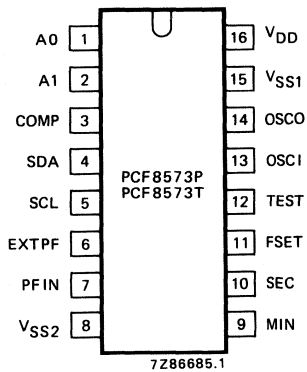 A0 1 16 VDD
A1 2 15 VSS1
COMP 3 14 OSCO
SDA 4 13 OSCI
PCF8573P
PCF8573T
SCL 5 12 TEST
EXTPF 6 11 FSET
PFIN 7 10 SEC
VSS2 8 9 MIN
7Z86685.1